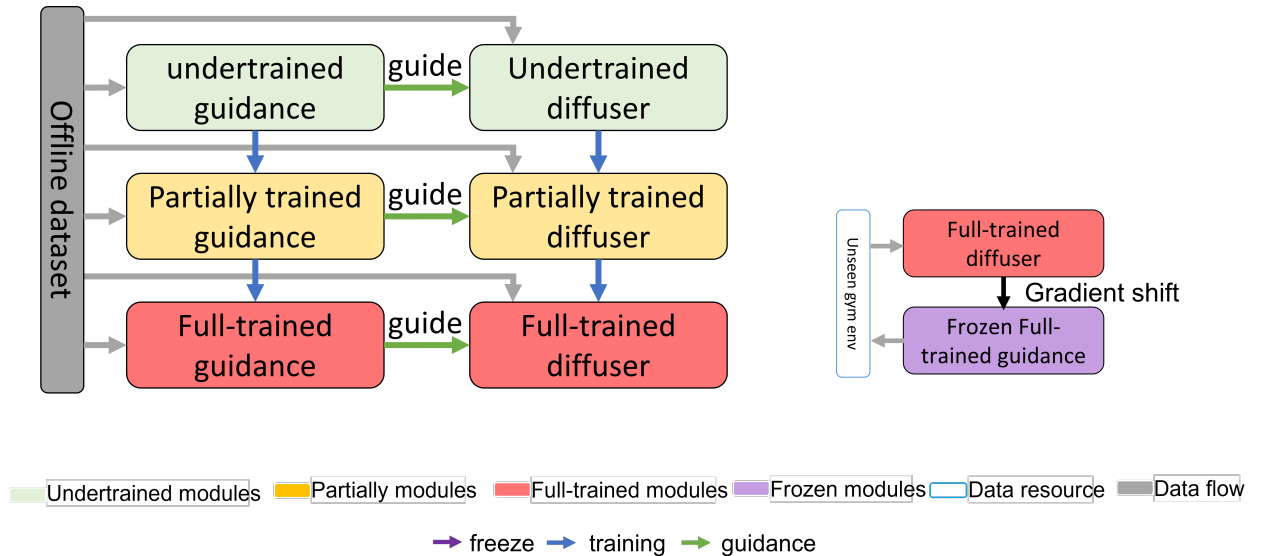 Offline dataset
undertrained
guidance
guide
Undertrained
diffuser
Partially trained
guidance
guide
Partially trained
diffuser
Full-trained
guidance
guide
Full-trained
diffuser
Unseen gym env
Full-trained
diffuser
Gradient shift
Frozen Full-
trained guidance
Undertrained modules
Partially modules
Full-trained modules
Frozen modules
Data resource
Data flow
freeze
training
guidance